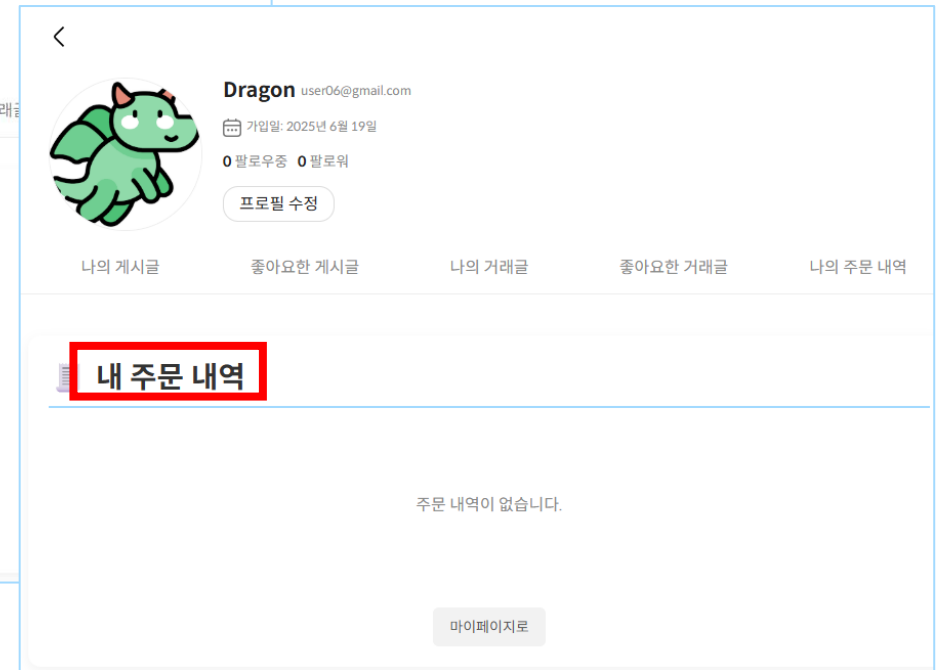 Dragon user06@gmail.com
가입일: 2025년 6월 19일
0 팔로우중 0 팔로워
프로필 수정
나의 게시글 좋아요한 게시글 나의 거래글 좋아요한 거래글 나의 주문 내역
내 주문 내역
주문 내역이 없습니다.
마이페이지로